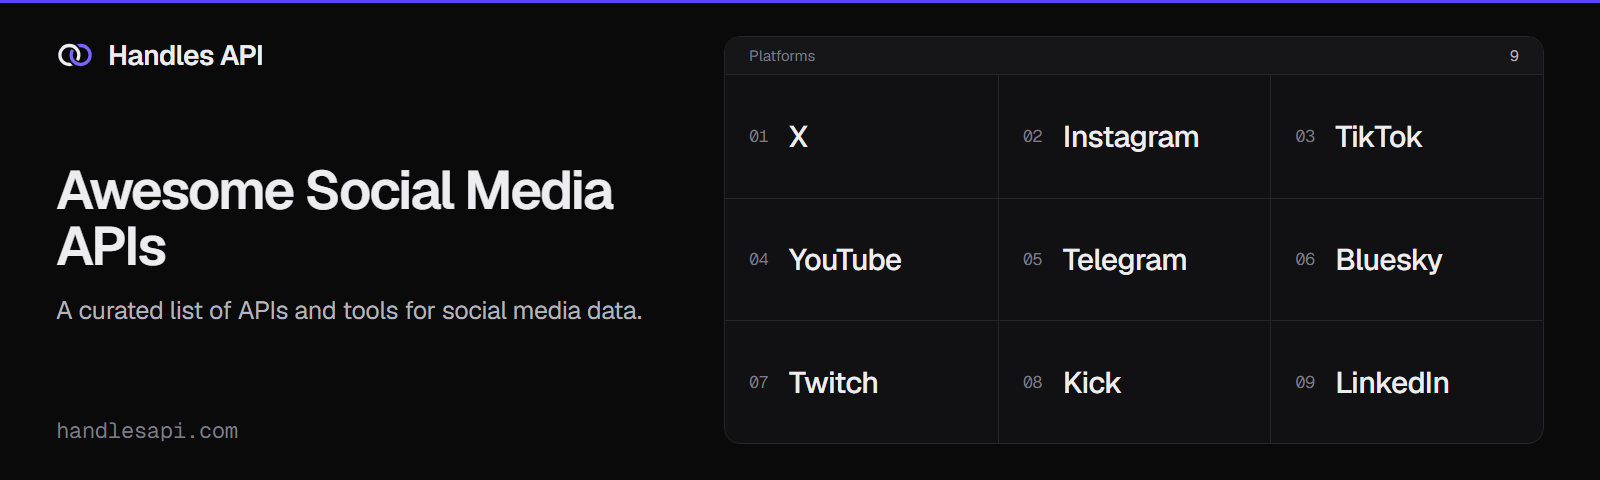 Handles API
Awesome Social Media
APIs
A curated list of APIs and tools for social media data.
handlesapi.com
Platforms 9
01 X
02 Instagram
03 TikTok
04 YouTube
05 Telegram
06 Bluesky
07 Twitch
08 Kick
09 LinkedIn